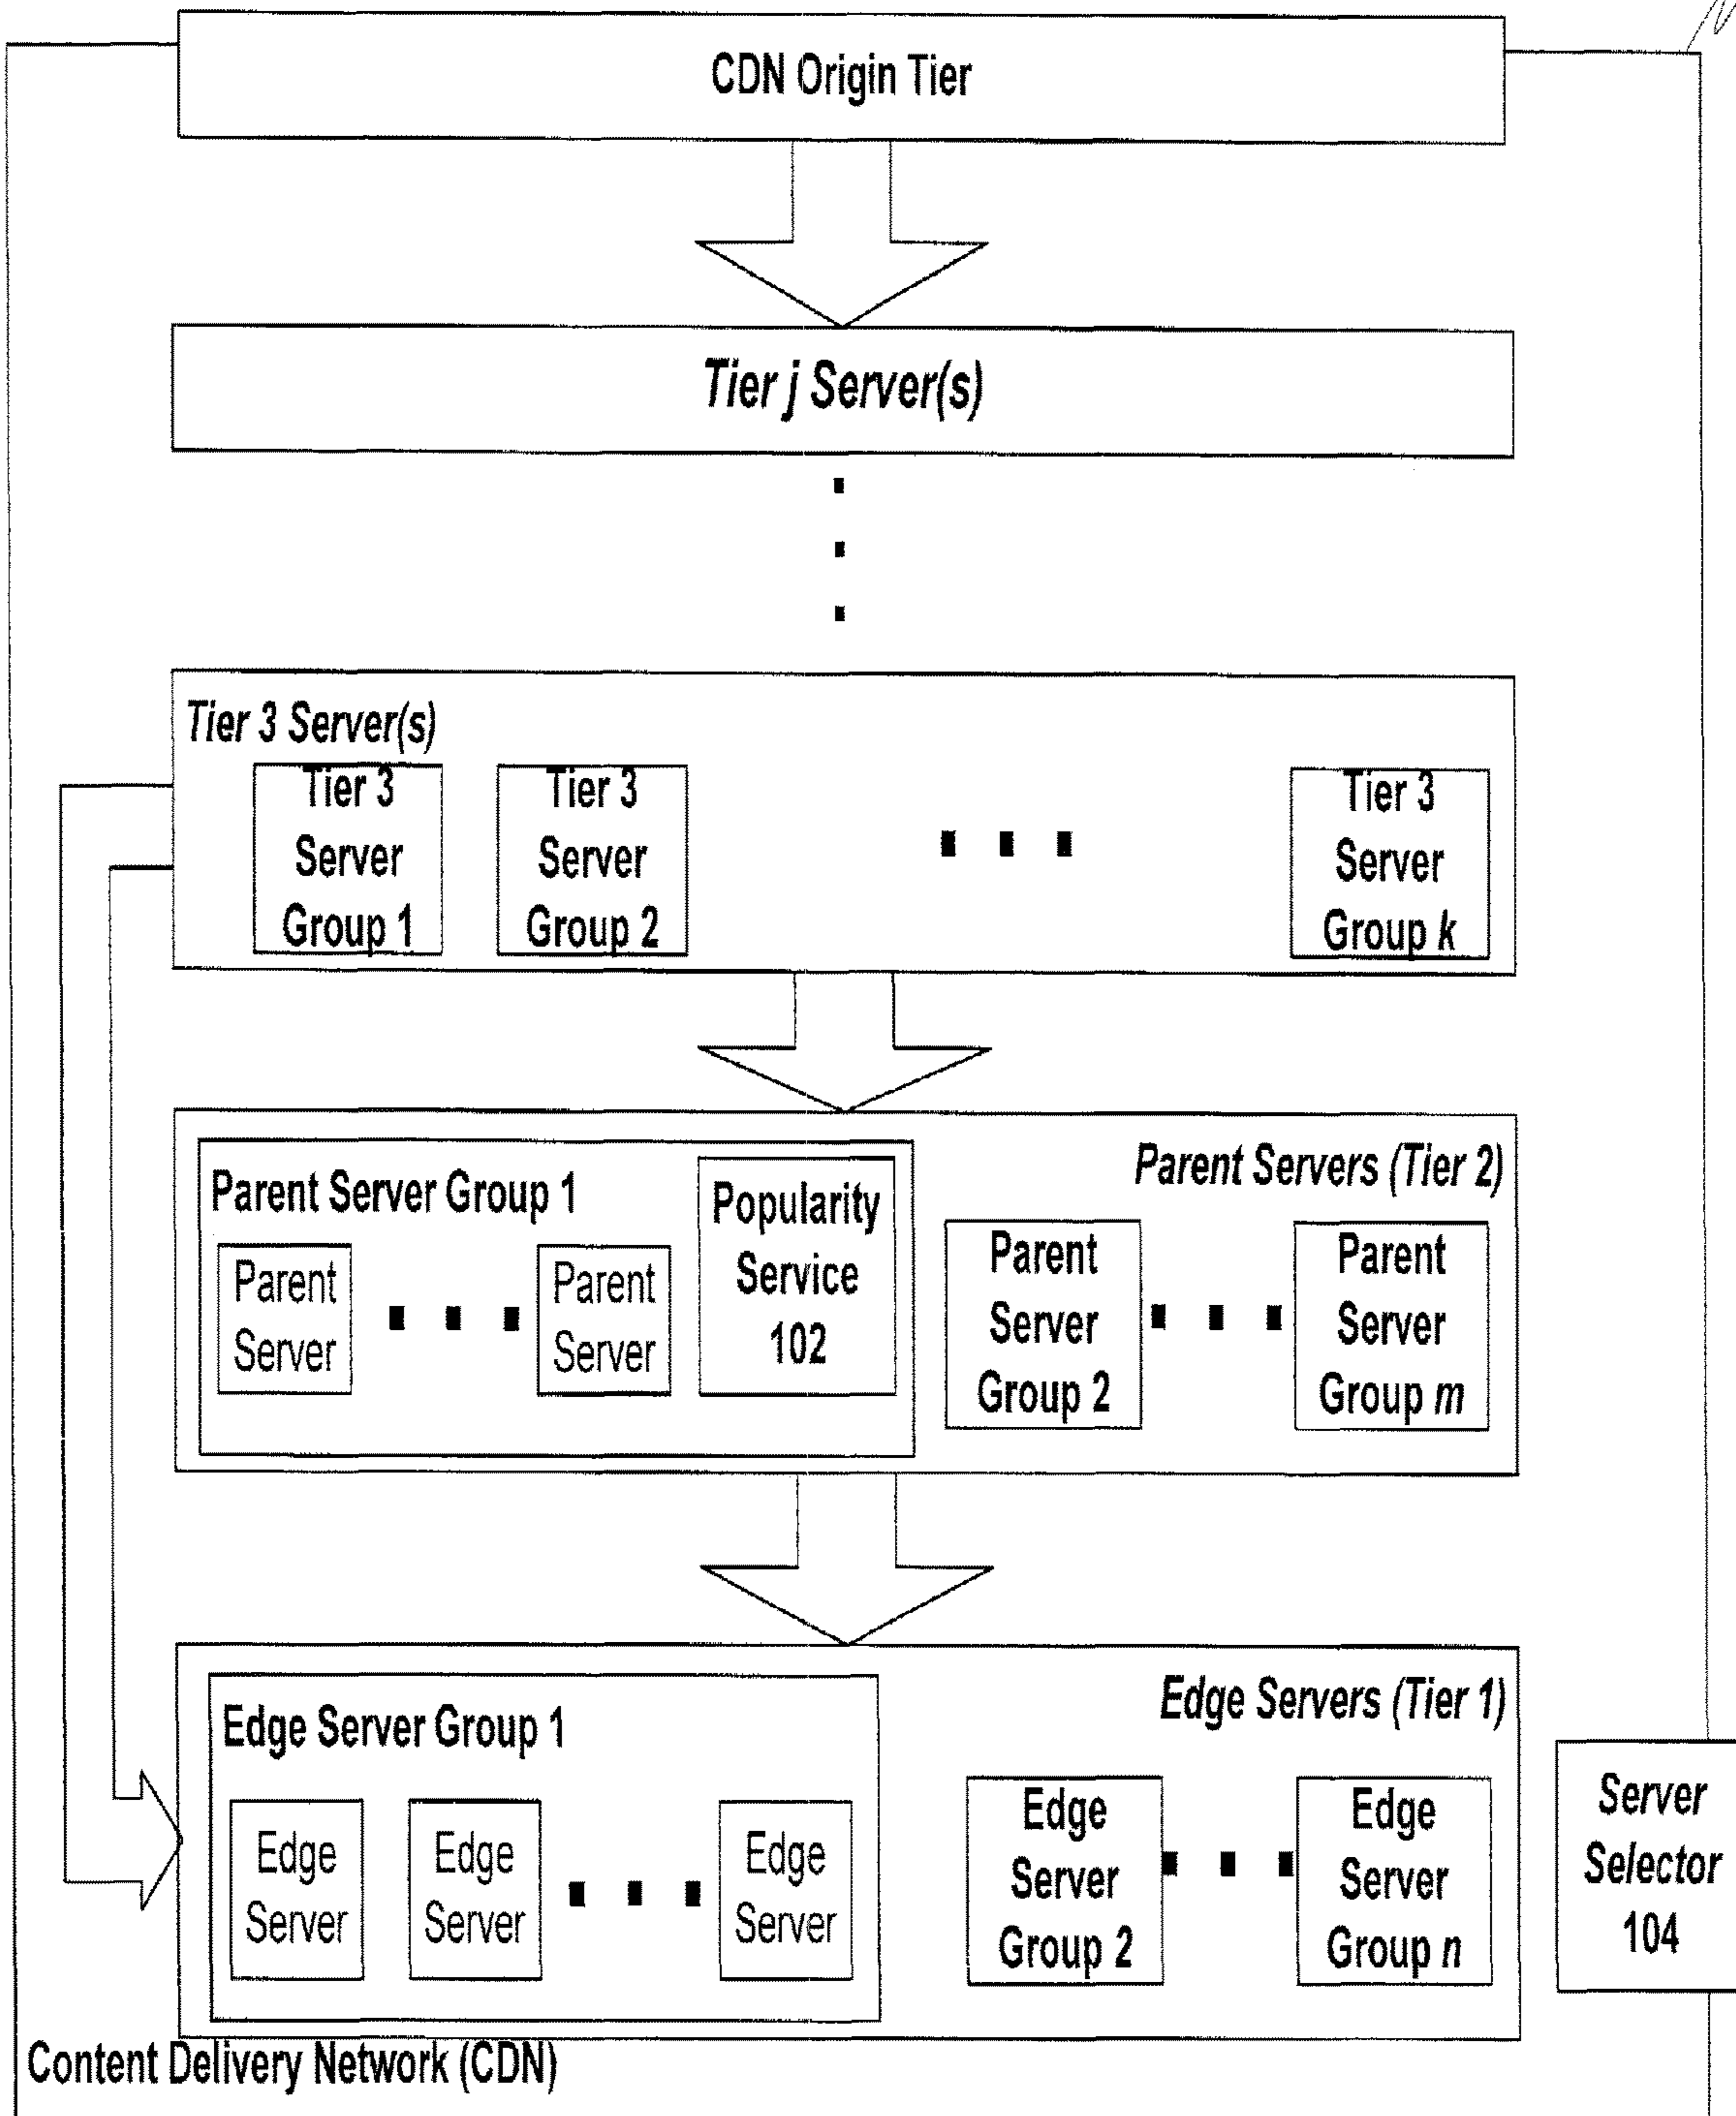 CDN Origin Tier
Tier j Server(s)
Tier 3 Server(s)
Tier 3
Server
Group 1
Tier 3
Server
Group 2
Tier 3
Server
Group k
Parent Servers (Tier 2)
Parent Server Group 1
Parent
Server
Parent
Server
Popularity
Service
102
Parent
Server
Group 2
Parent
Server
Group m
Edge Servers (Tier 1)
Edge Server Group 1
Edge
Server
Edge
Server
Edge
Server
Edge
Server
Group 2
Edge
Server
Group n
Server
Selector
104
Content Delivery Network (CDN)